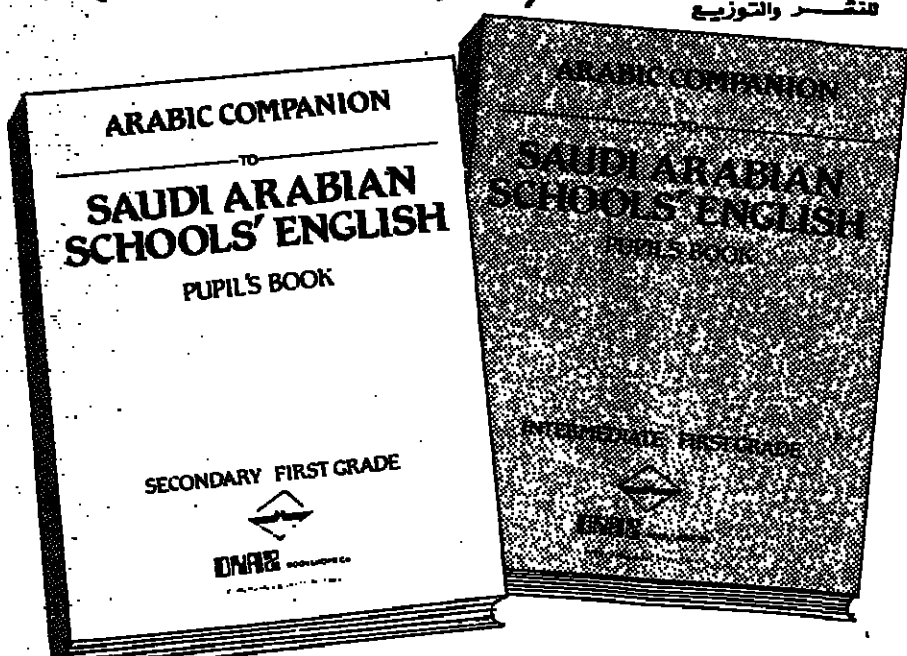 للنشر والتوزيع
ARABIC COMPANION
TO
SAUDI ARABIAN
SCHOOLS' ENGLISH
PUPIL'S BOOK
SECONDARY FIRST GRADE
ARABIC COMPANION
SAUDI ARABIAN
SCHOOLS' ENGLISH
PUPIL'S BOOK
INTERMEDIATE FIRST GRADE